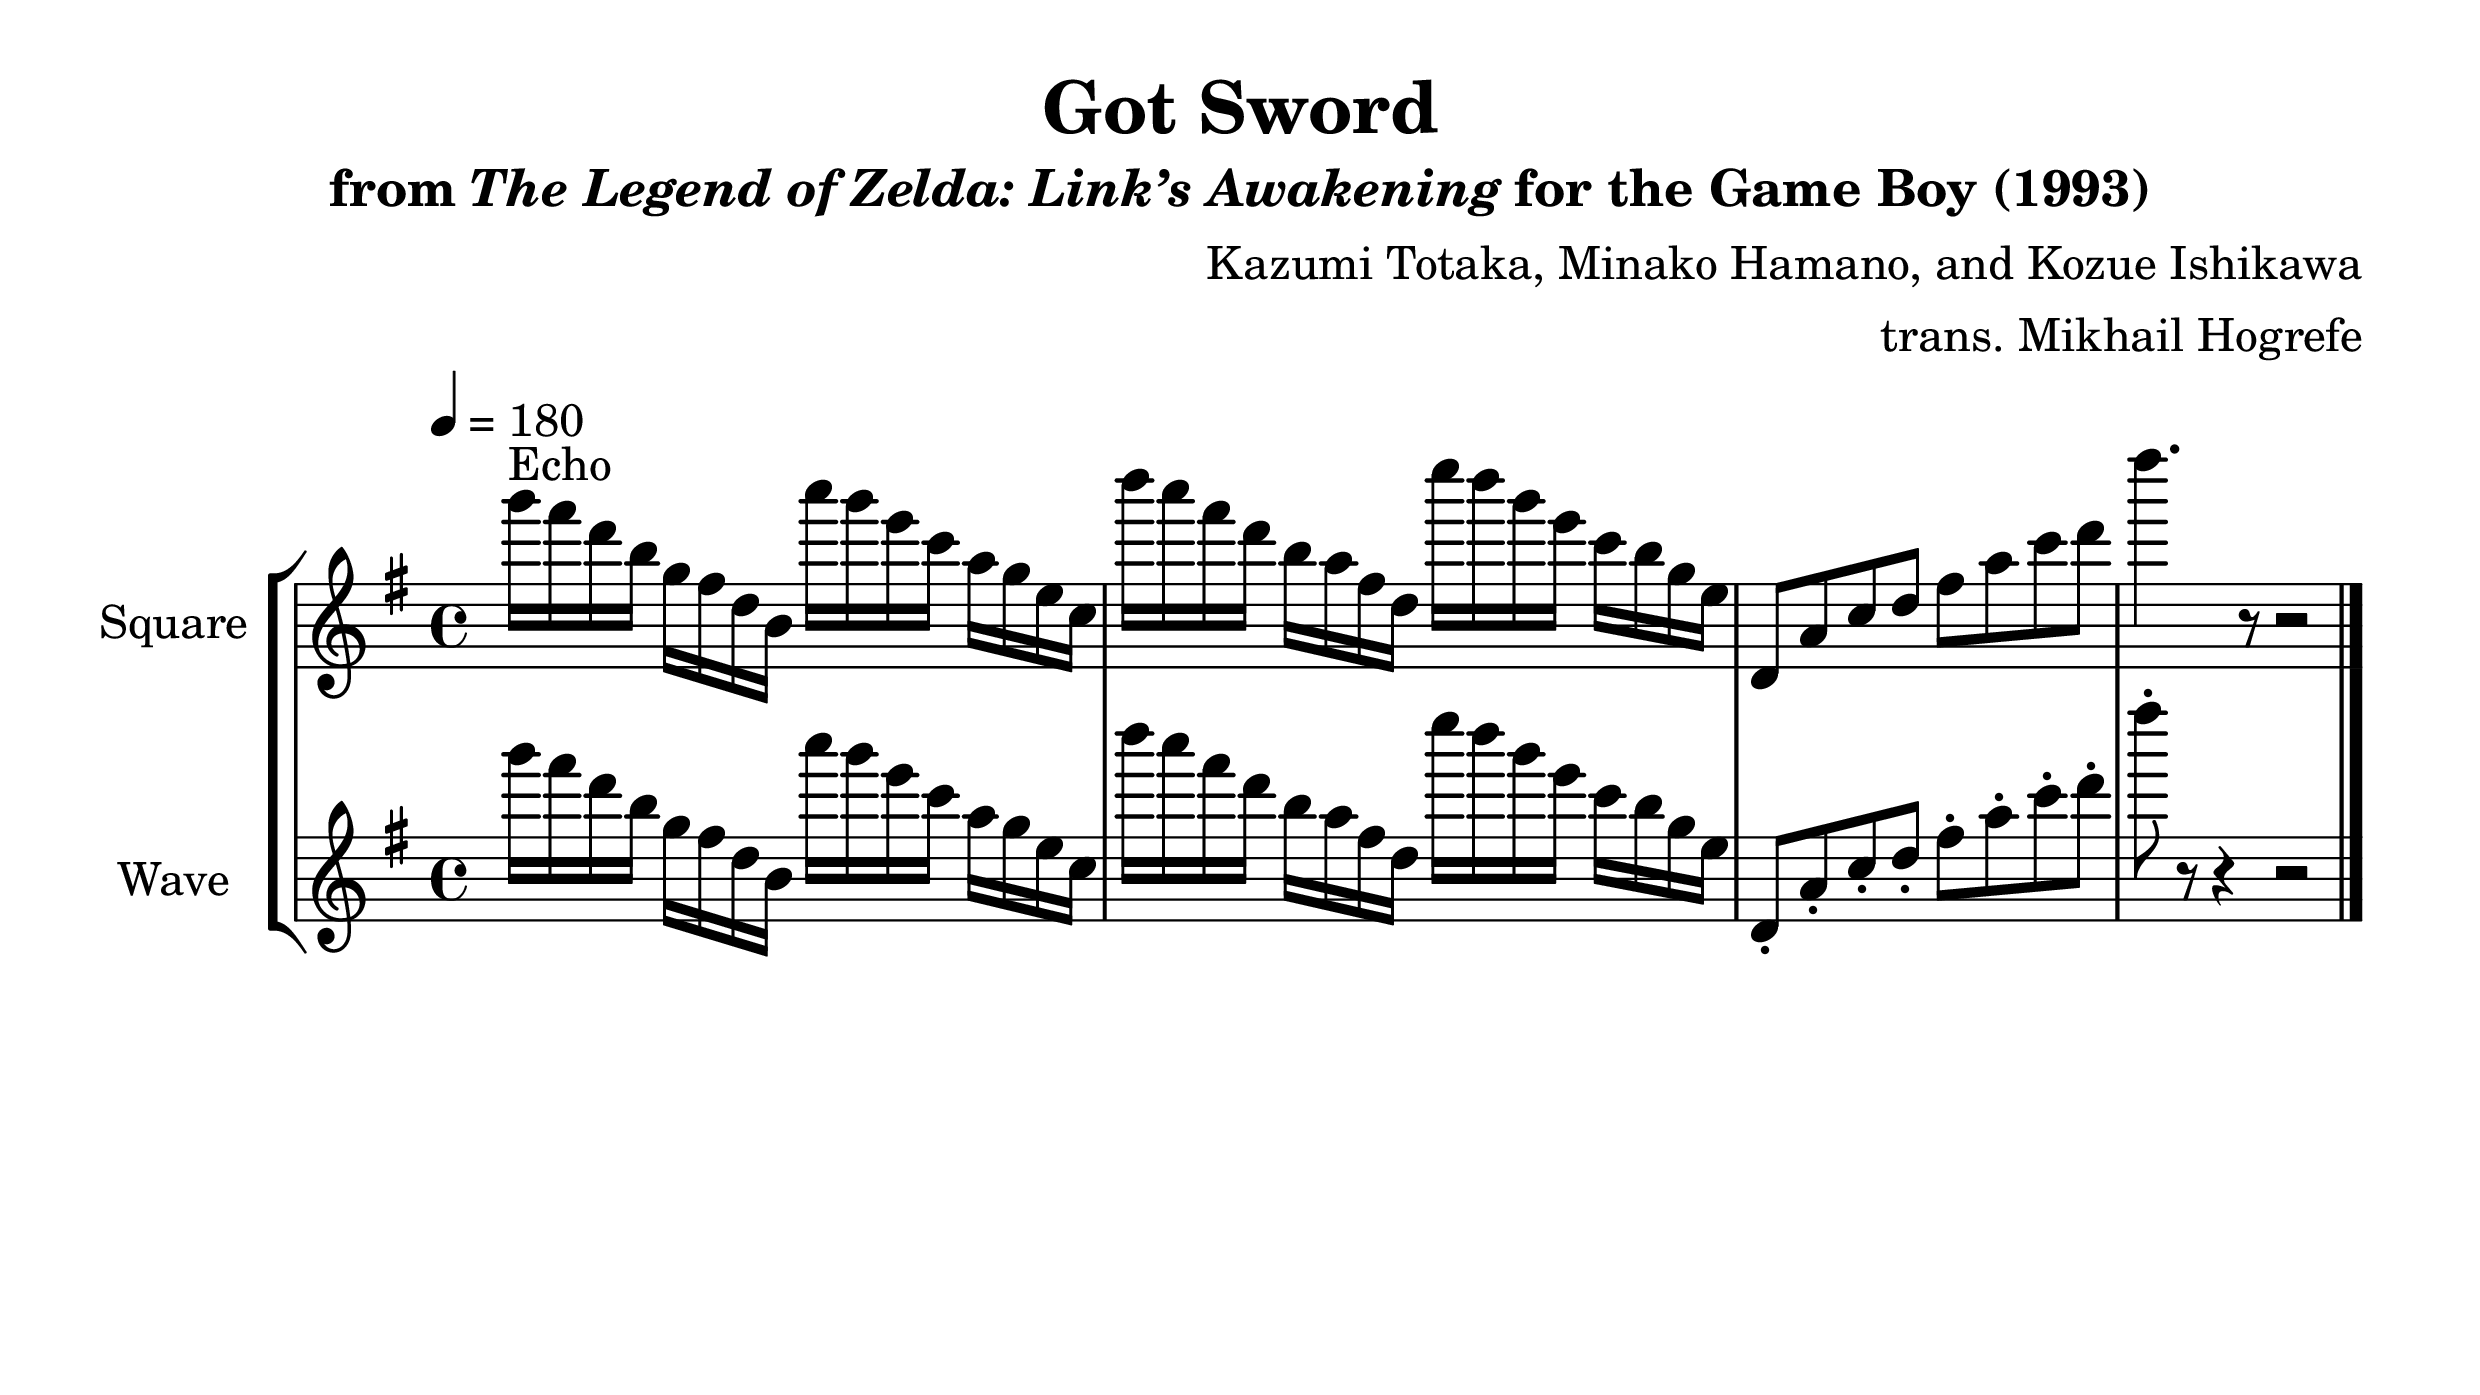 Got Sword
from The Legend of Zelda: Link’s Awakening for the Game Boy (1993)
Kazumi Totaka, Minako Hamano, and Kozue Ishikawa
trans. Mikhail Hogrefe
= 180
Echo
Square
Wave